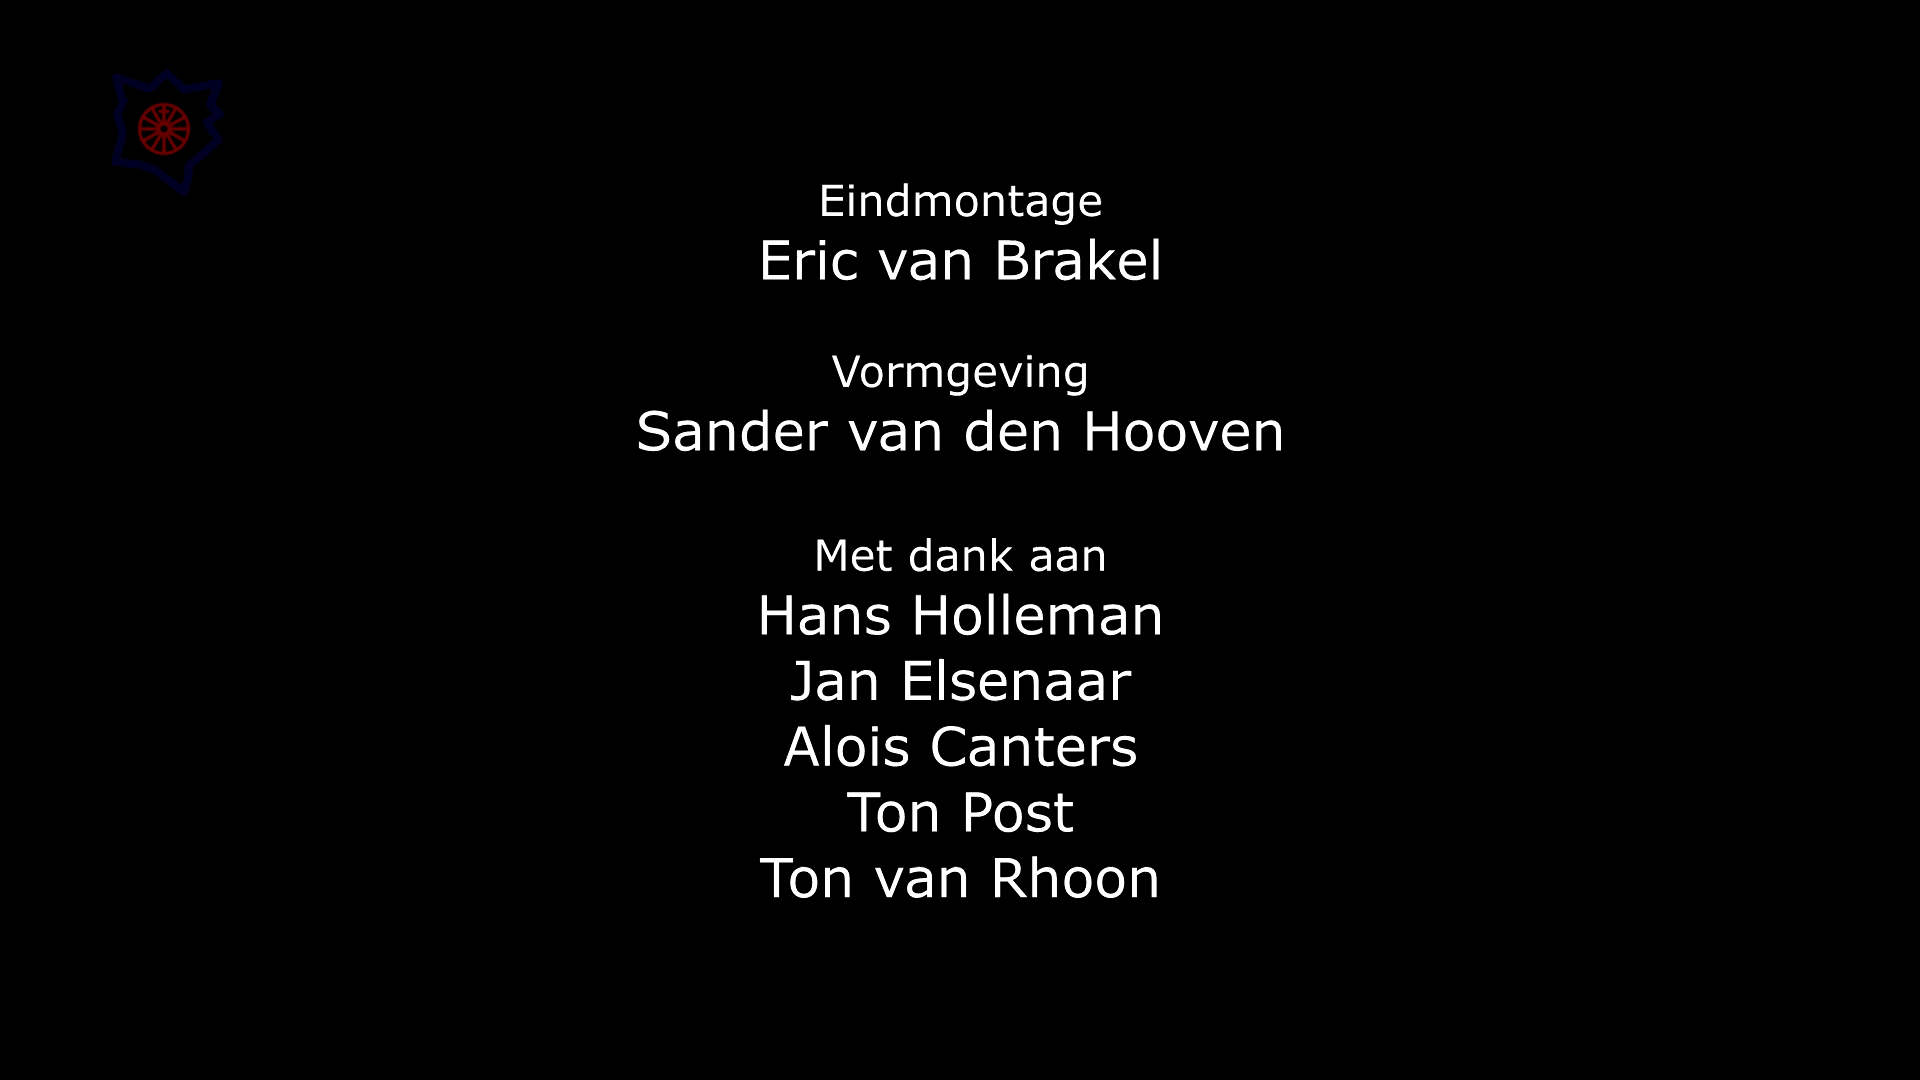 Eindmontage
Eric van Brakel
Vormgeving
Sander van den Hooven
Met dank aan
Hans Holleman
Jan Elsenaar
Alois Canters
Ton Post
Ton van Rhoon